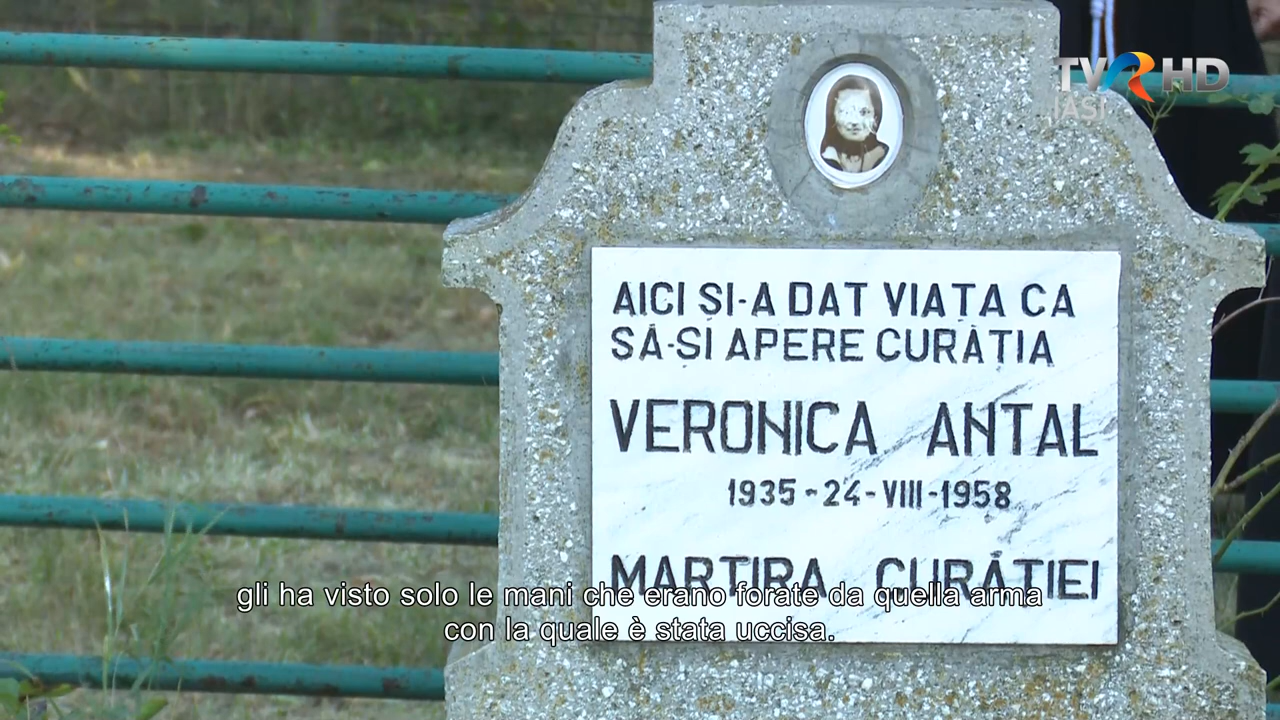 TVR HD
IAȘI
AICI ȘI-A DAT VIAȚA CA
SĂ-ȘI APERE CURĂȚIA
VERONICA ANTAL
1935-24-VIII-1958
MARTIRA CURĂȚIEI
gli ha visto solo le mani che erano forate da quella arma
con la quale è stata uccisa.